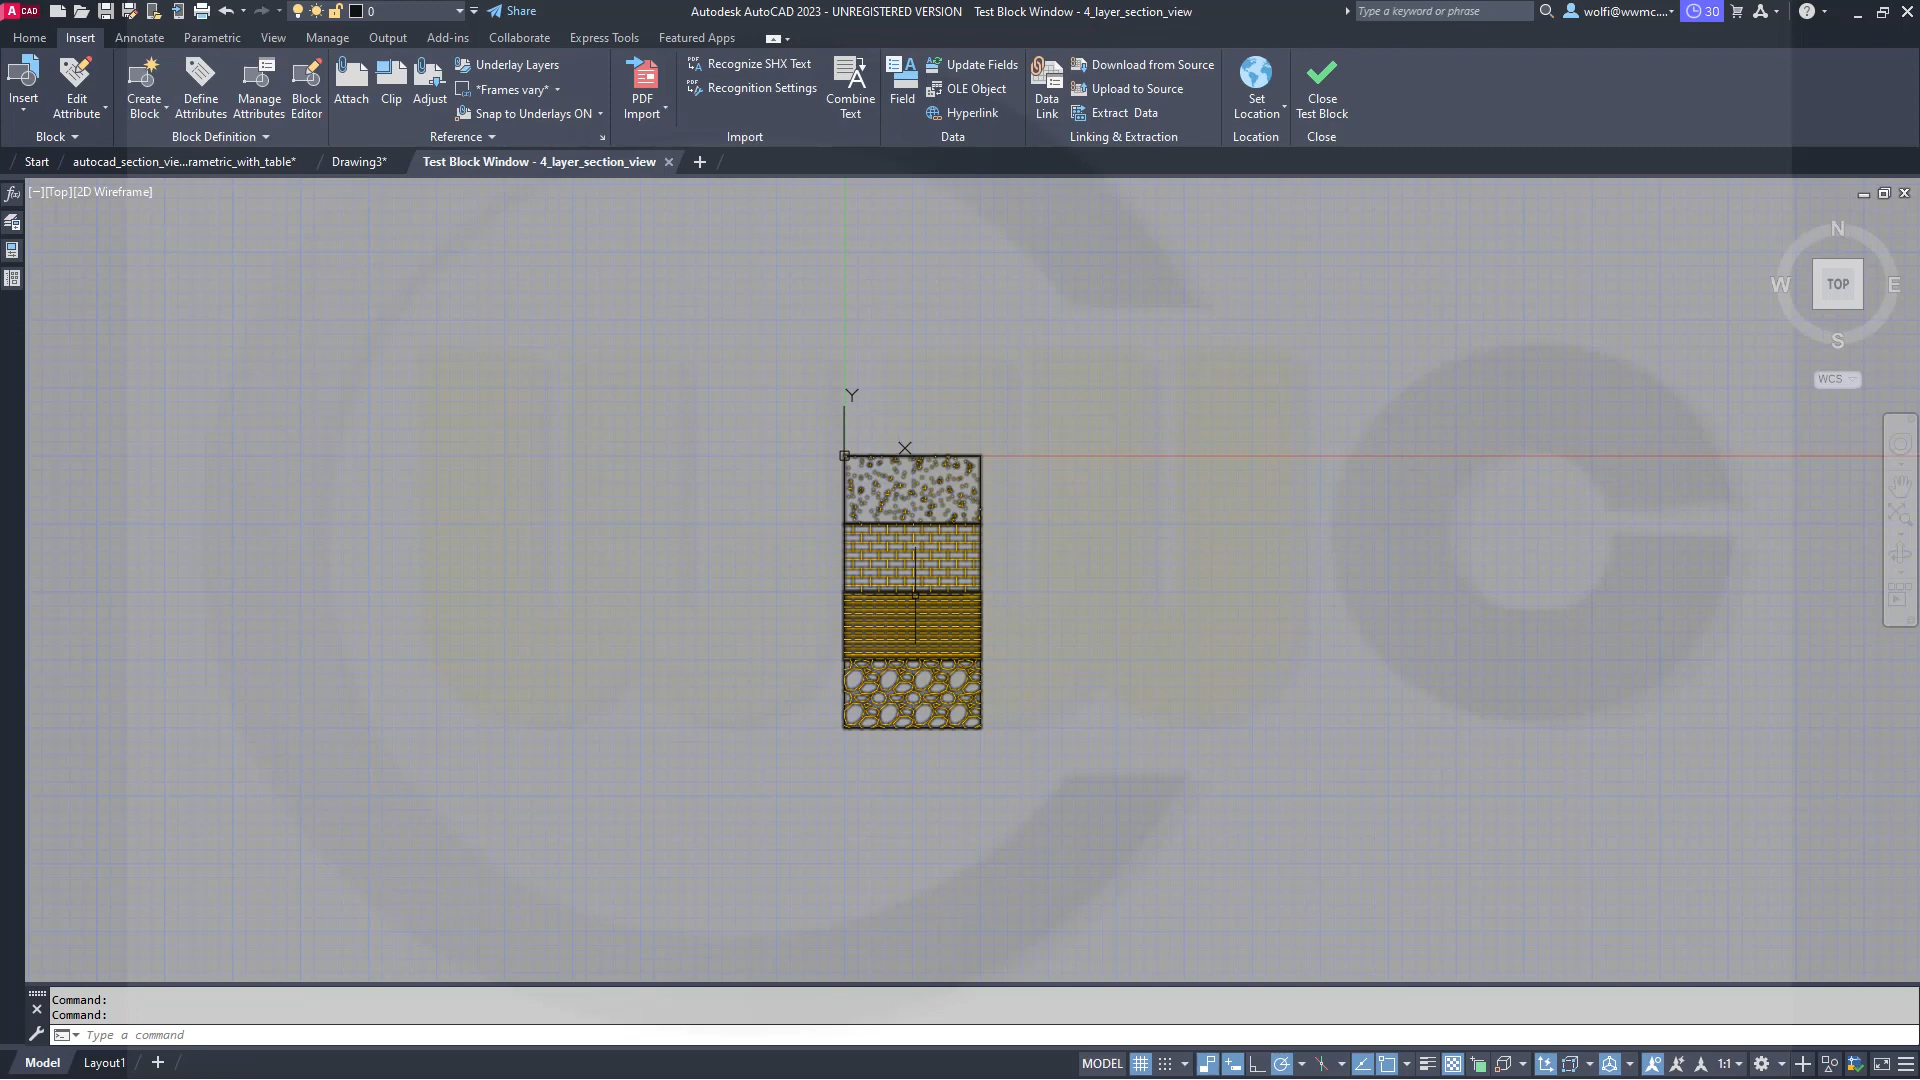 A CAD
0
Share
Autodesk AutoCAD 2023 - UNREGISTERED VERSION Test Block Window - 4_layer_section_view
Type a keyword or phrase
wolfi@wwmc....
30
Home Insert Annotate Parametric View Manage Output Add-ins Collaborate Express Tools Featured Apps
Insert
Edit
Attribute
Block
Create
Block
Define
Attributes
Manage
Attributes
Block
Editor
Block Definition
Attach
Clip
Adjust
Underlay Layers
*Frames vary*
Snap to Underlays ON
Reference
PDF
Import
Recognize SHX Text
Recognition Settings
Combine
Text
Import
Field
Update Fields
OLE Object
Hyperlink
Data
Data
Link
Download from Source
Upload to Source
Extract Data
Linking & Extraction
Set
Location
Location
Close
Test Block
Close
Start
autocad_section_vie...rametric_with_table*
Drawing3*
Test Block Window - 4_layer_section_view
[−][Top][2D Wireframe]
N
W
TOP
E
S
WCS
Y
X
Command:
Command:
Type a command
Model
Layout1
MODEL
1:1